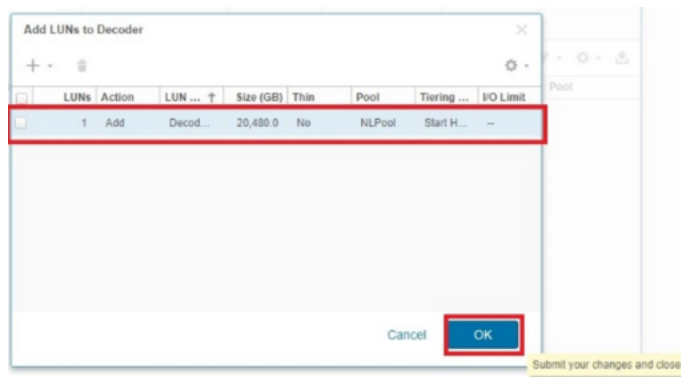 Add LUNs to Decoder
LUNs Action LUN ... ↑ Size (GB) Thin Pool Tiering ... I/O Limit
1 Add Decod... 20,480.0 No NLPool Start H... --
Pool
Cancel OK
Submit your changes and close